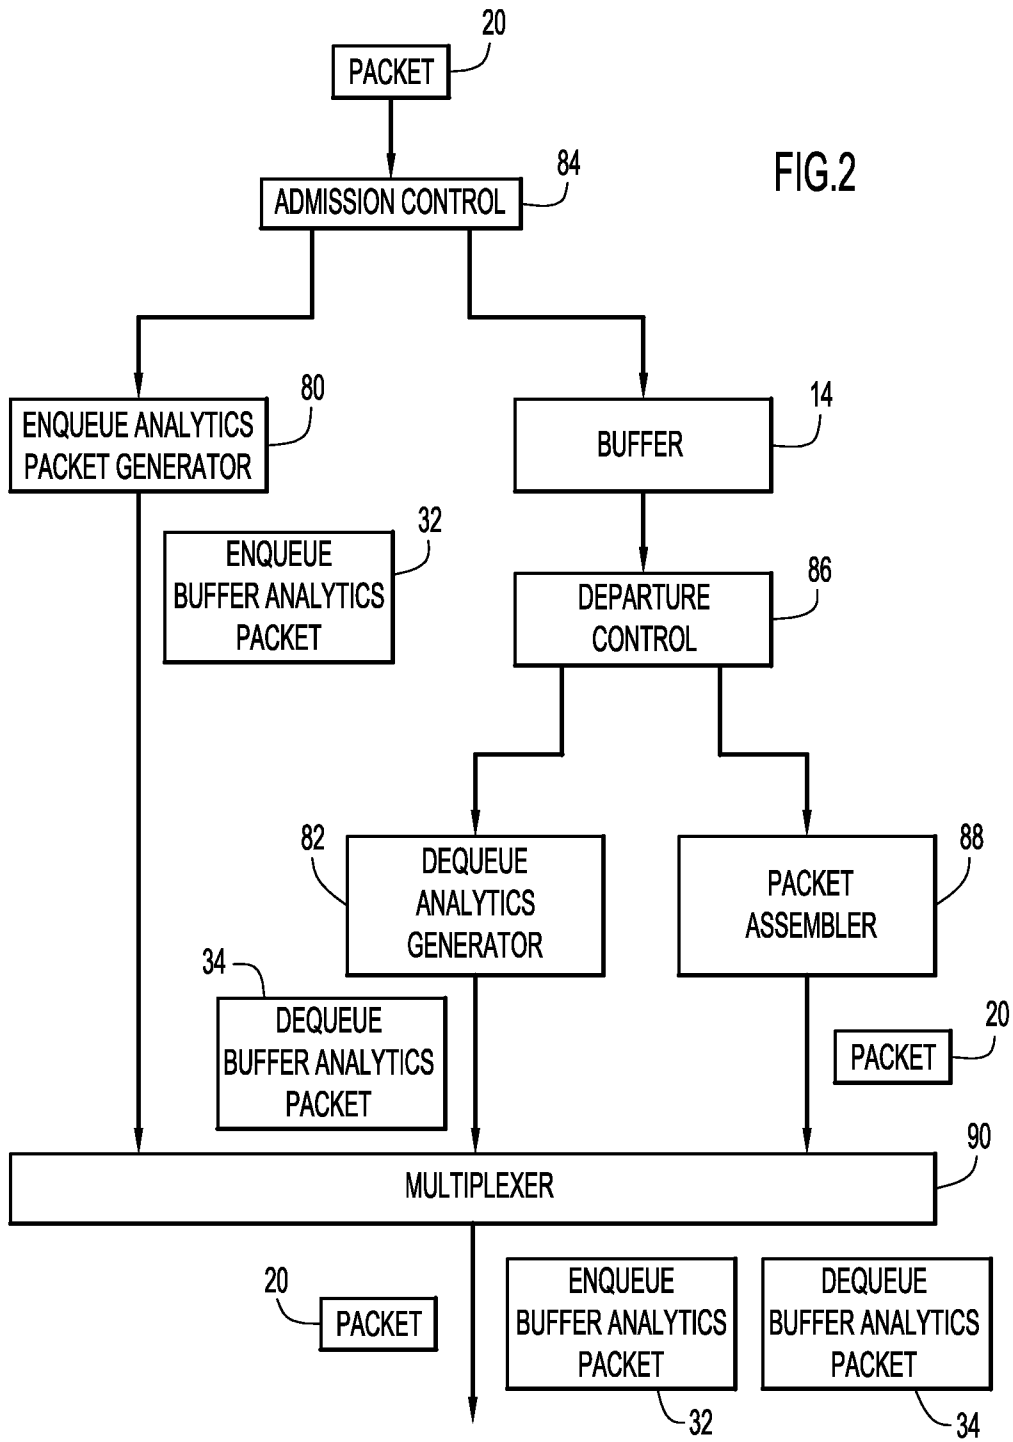 20
PACKET
FIG.2
84
ADMISSION CONTROL
80
ENQUEUE ANALYTICS
PACKET GENERATOR
14
BUFFER
32
ENQUEUE
BUFFER ANALYTICS
PACKET
86
DEPARTURE
CONTROL
82
DEQUEUE
ANALYTICS
GENERATOR
88
PACKET
ASSEMBLER
34
DEQUEUE
BUFFER ANALYTICS
PACKET
20
PACKET
90
MULTIPLEXER
20
PACKET
ENQUEUE
BUFFER ANALYTICS
PACKET
32
DEQUEUE
BUFFER ANALYTICS
PACKET
34